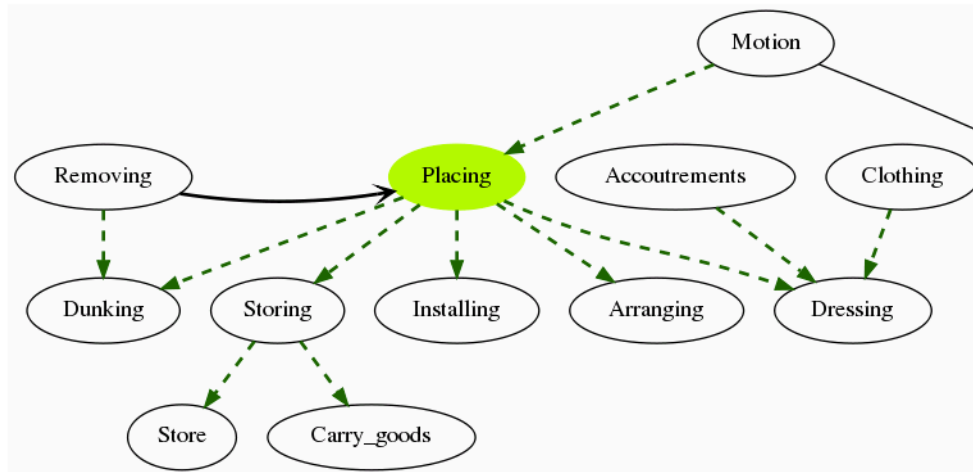 Motion
Removing
Placing
Accoutrements
Clothing
Dunking
Storing
Installing
Arranging
Dressing
Store
Carry_goods